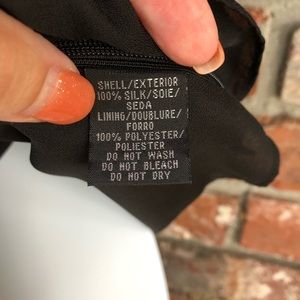 SHELL/EXTERIOR
100% SILK/SOIE/
SEDA
LINING/DOUBLURE/
FORRO
100% POLYESTER/
POLIESTER
DO NOT WASH
DO NOT BLEACH
DO NOT DRY